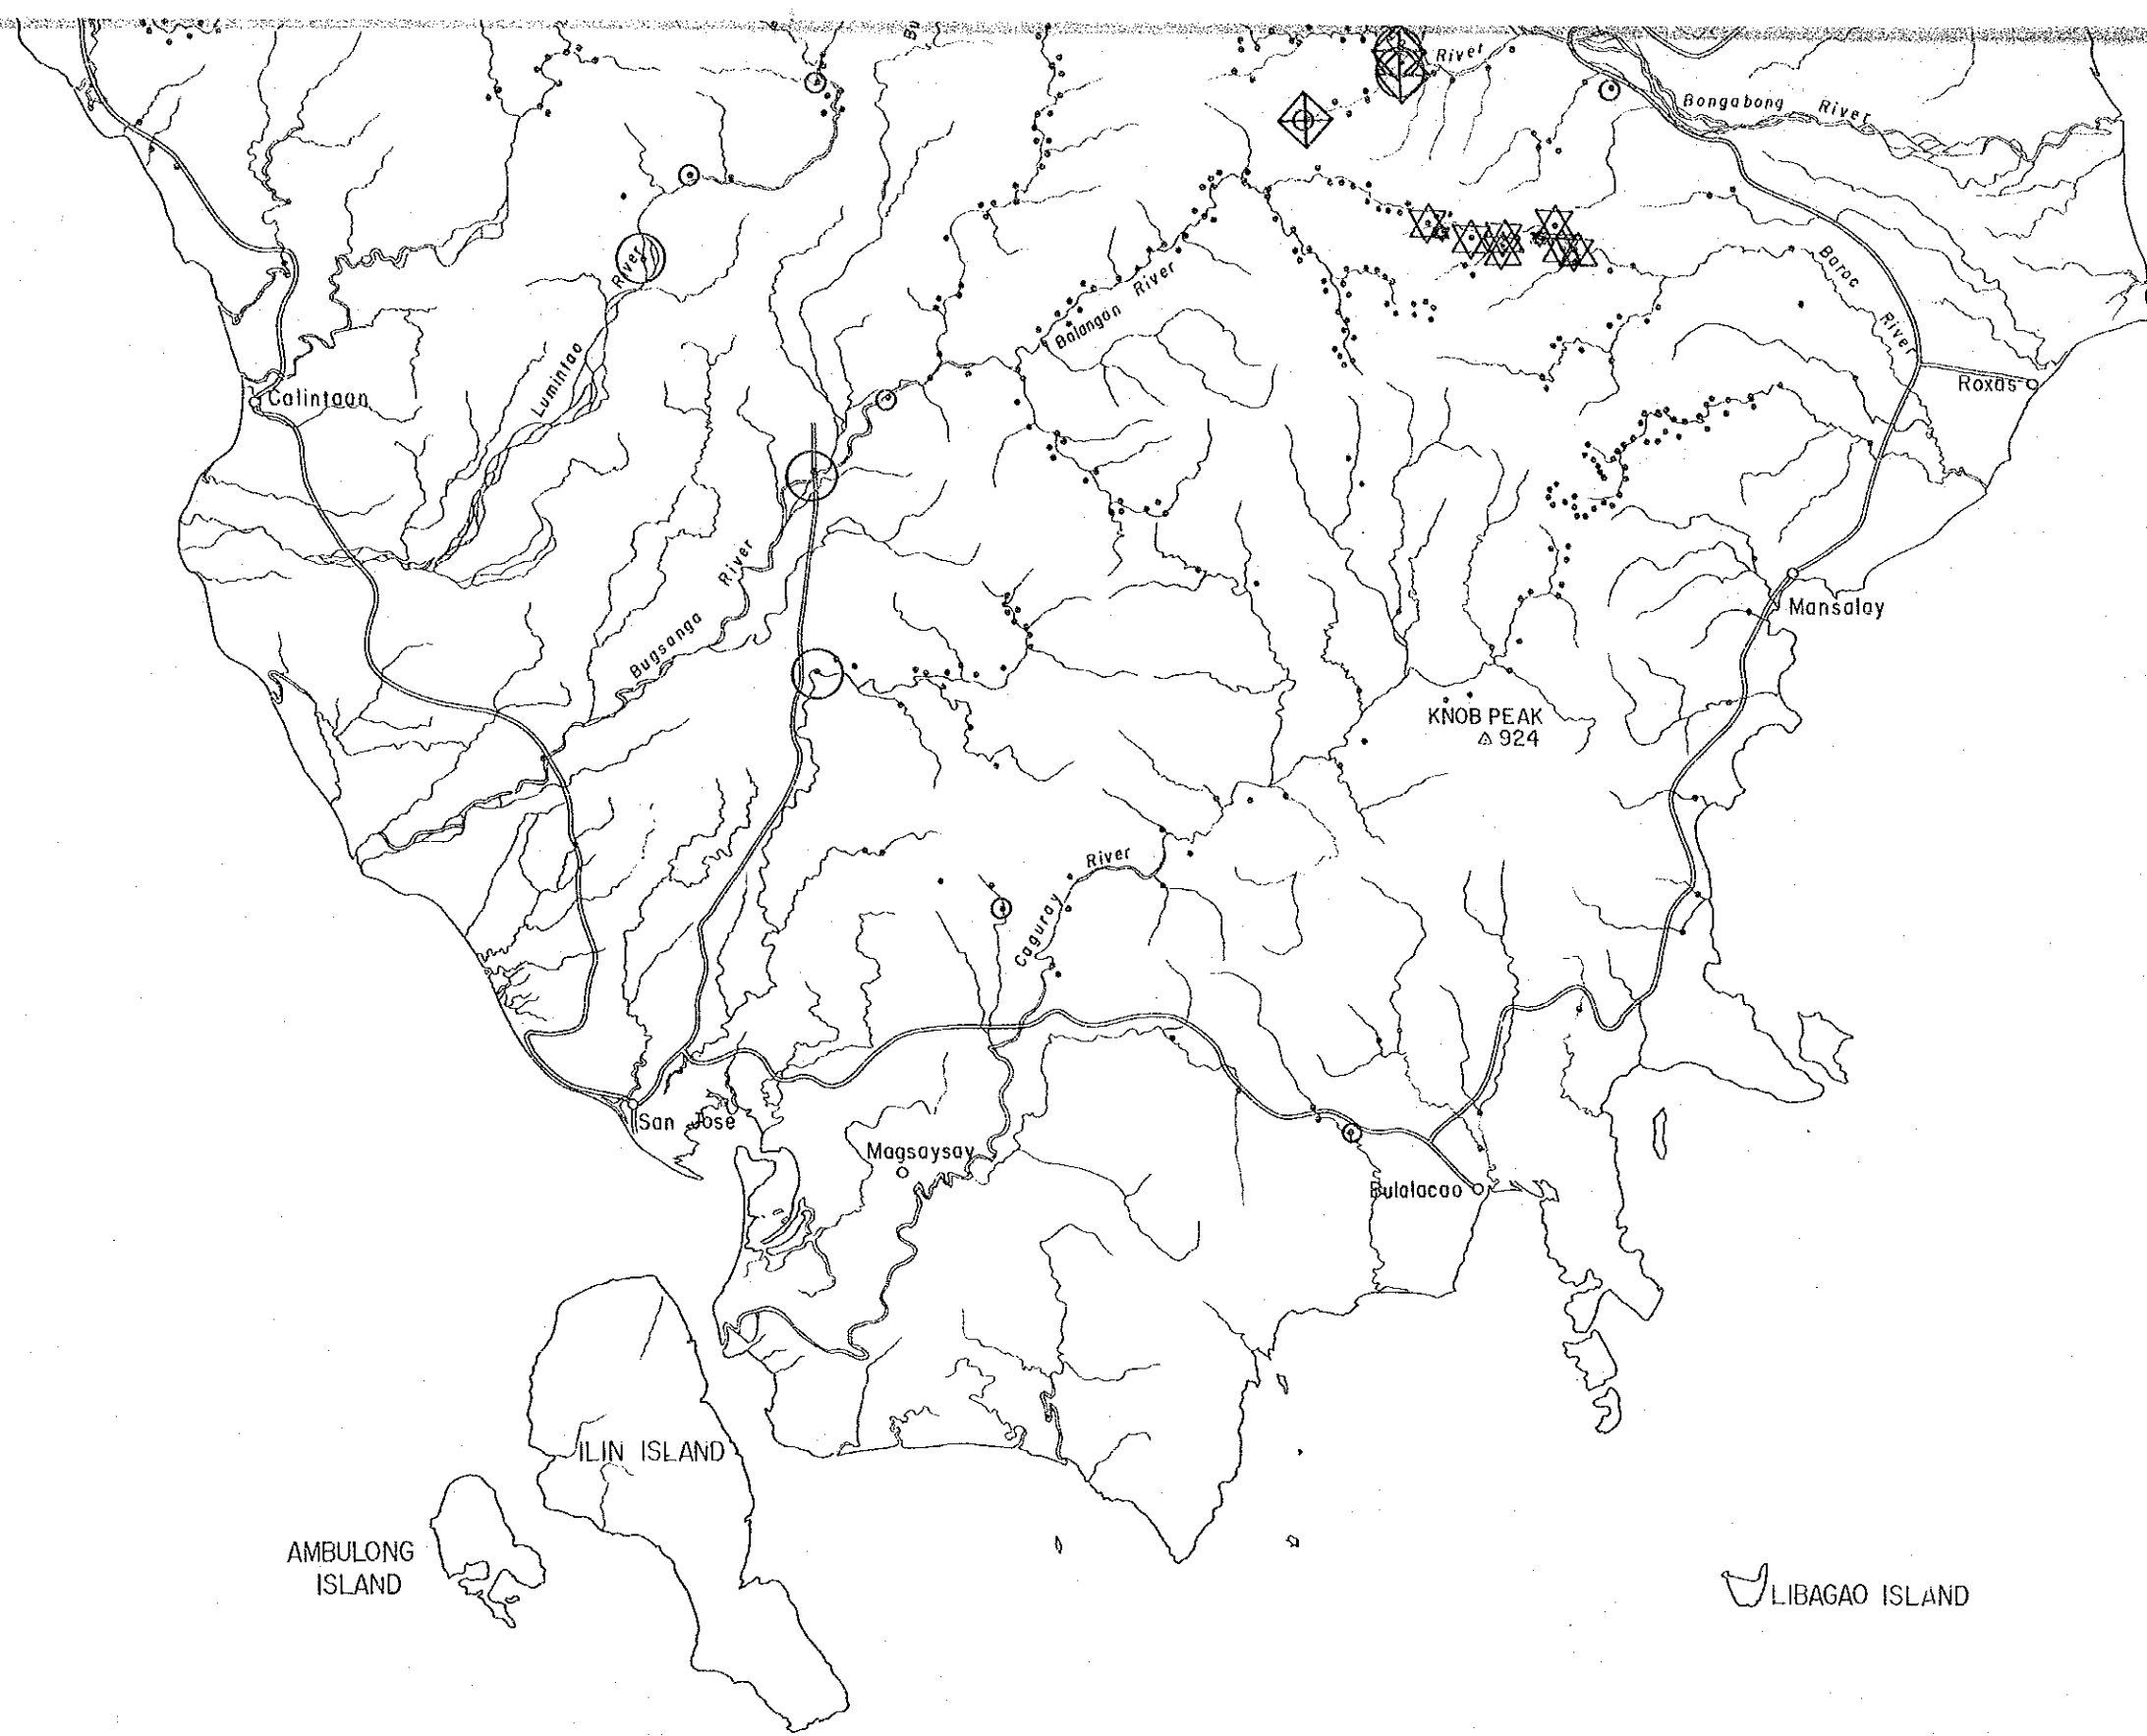 River
Bongabong River
River
Baroc River
Balangan River
Lumintao
Calintaan
Roxas
Bugsanga River
Mansalay
KNOB PEAK
924
River
Caguray
San Jose
Magsaysay
Bulalacao
ILIN ISLAND
AMBULONG
ISLAND
LIBAGAO ISLAND